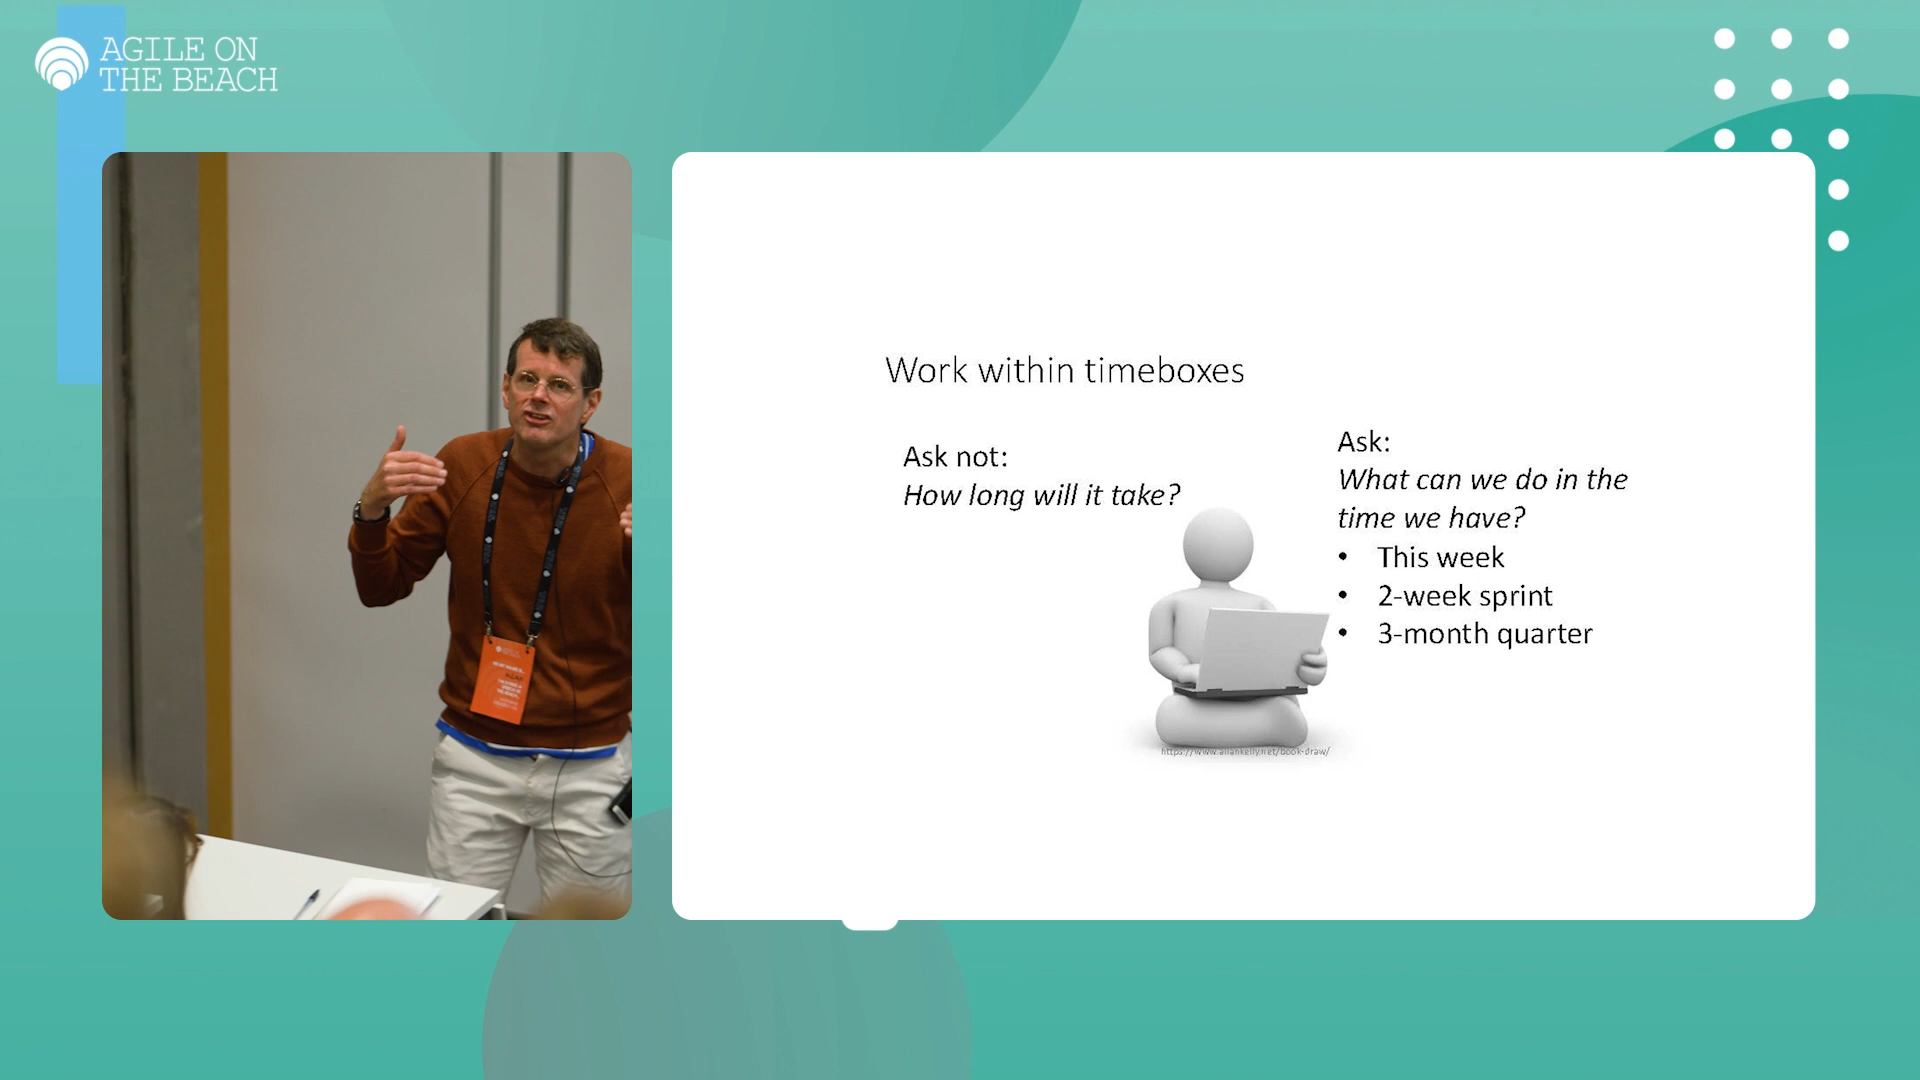 AGILE ON
THE BEACH
Work within timeboxes
Ask not:
How long will it take?
Ask:
What can we do in the
time we have?
• This week
• 2-week sprint
• 3-month quarter
https://www.allankelly.net/book-draw/